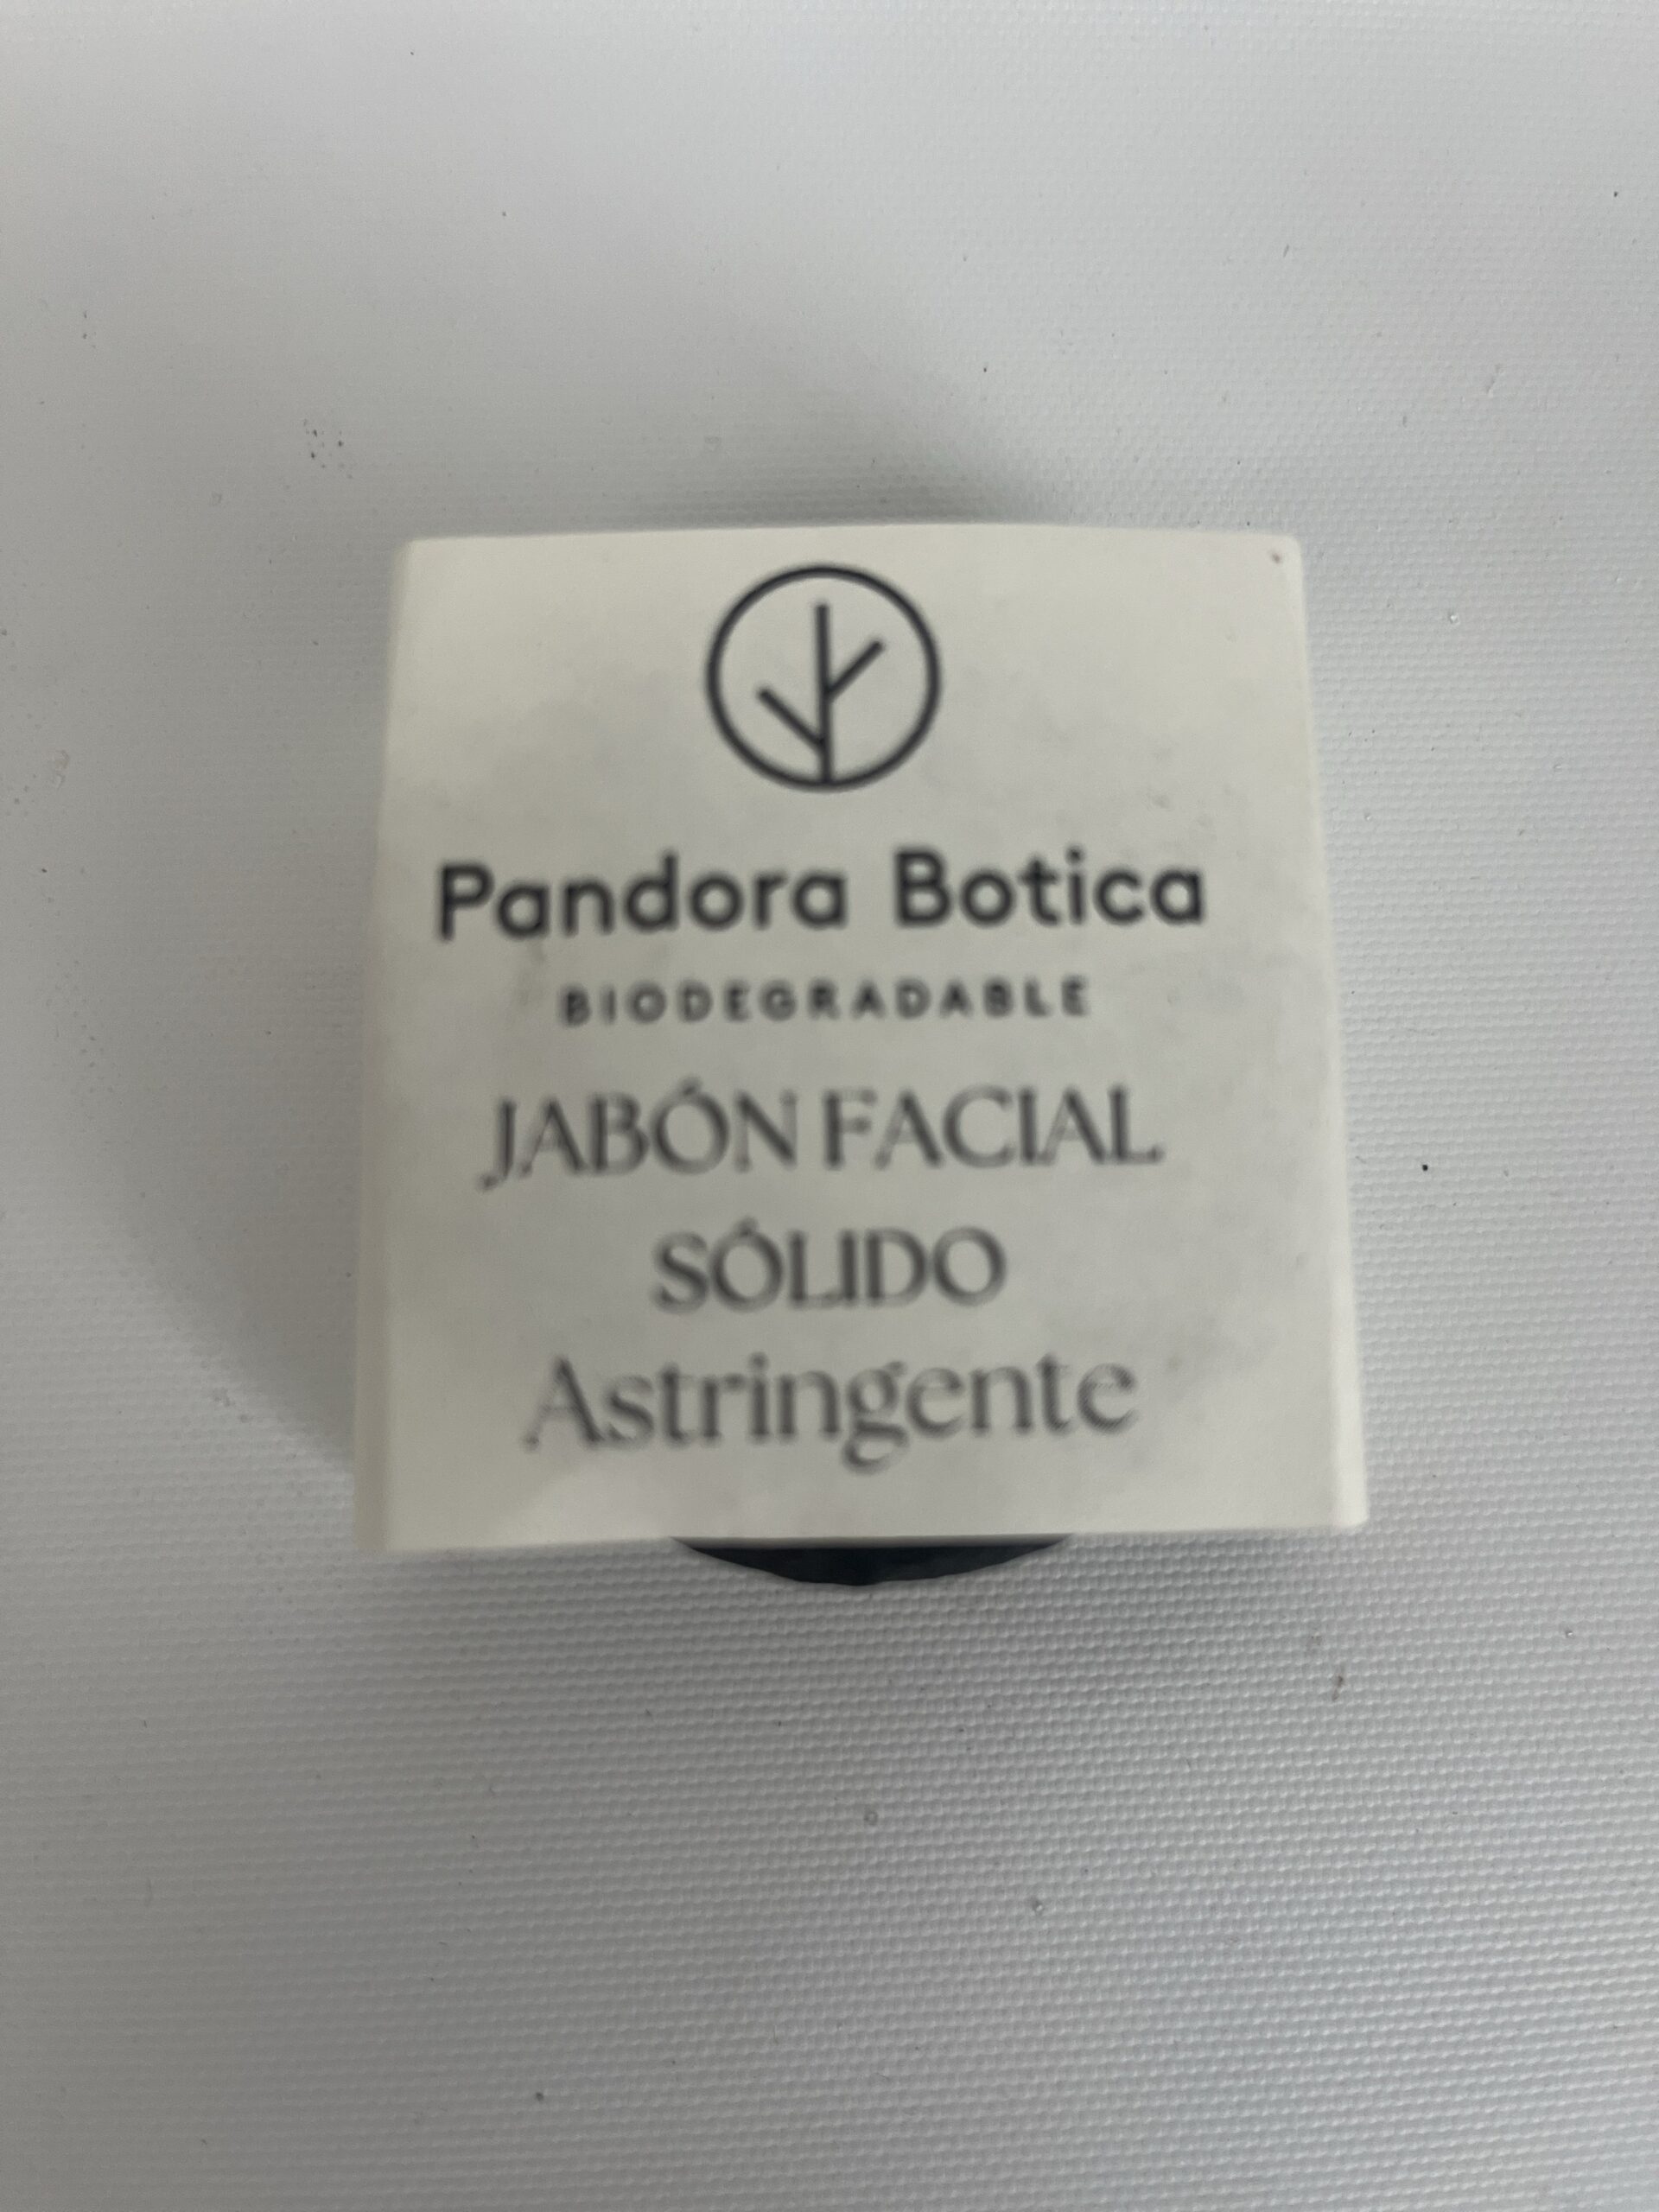 Pandora Botica
BIODEGRADABLE
JABÓN FACIAL
SÓLIDO
Astringente